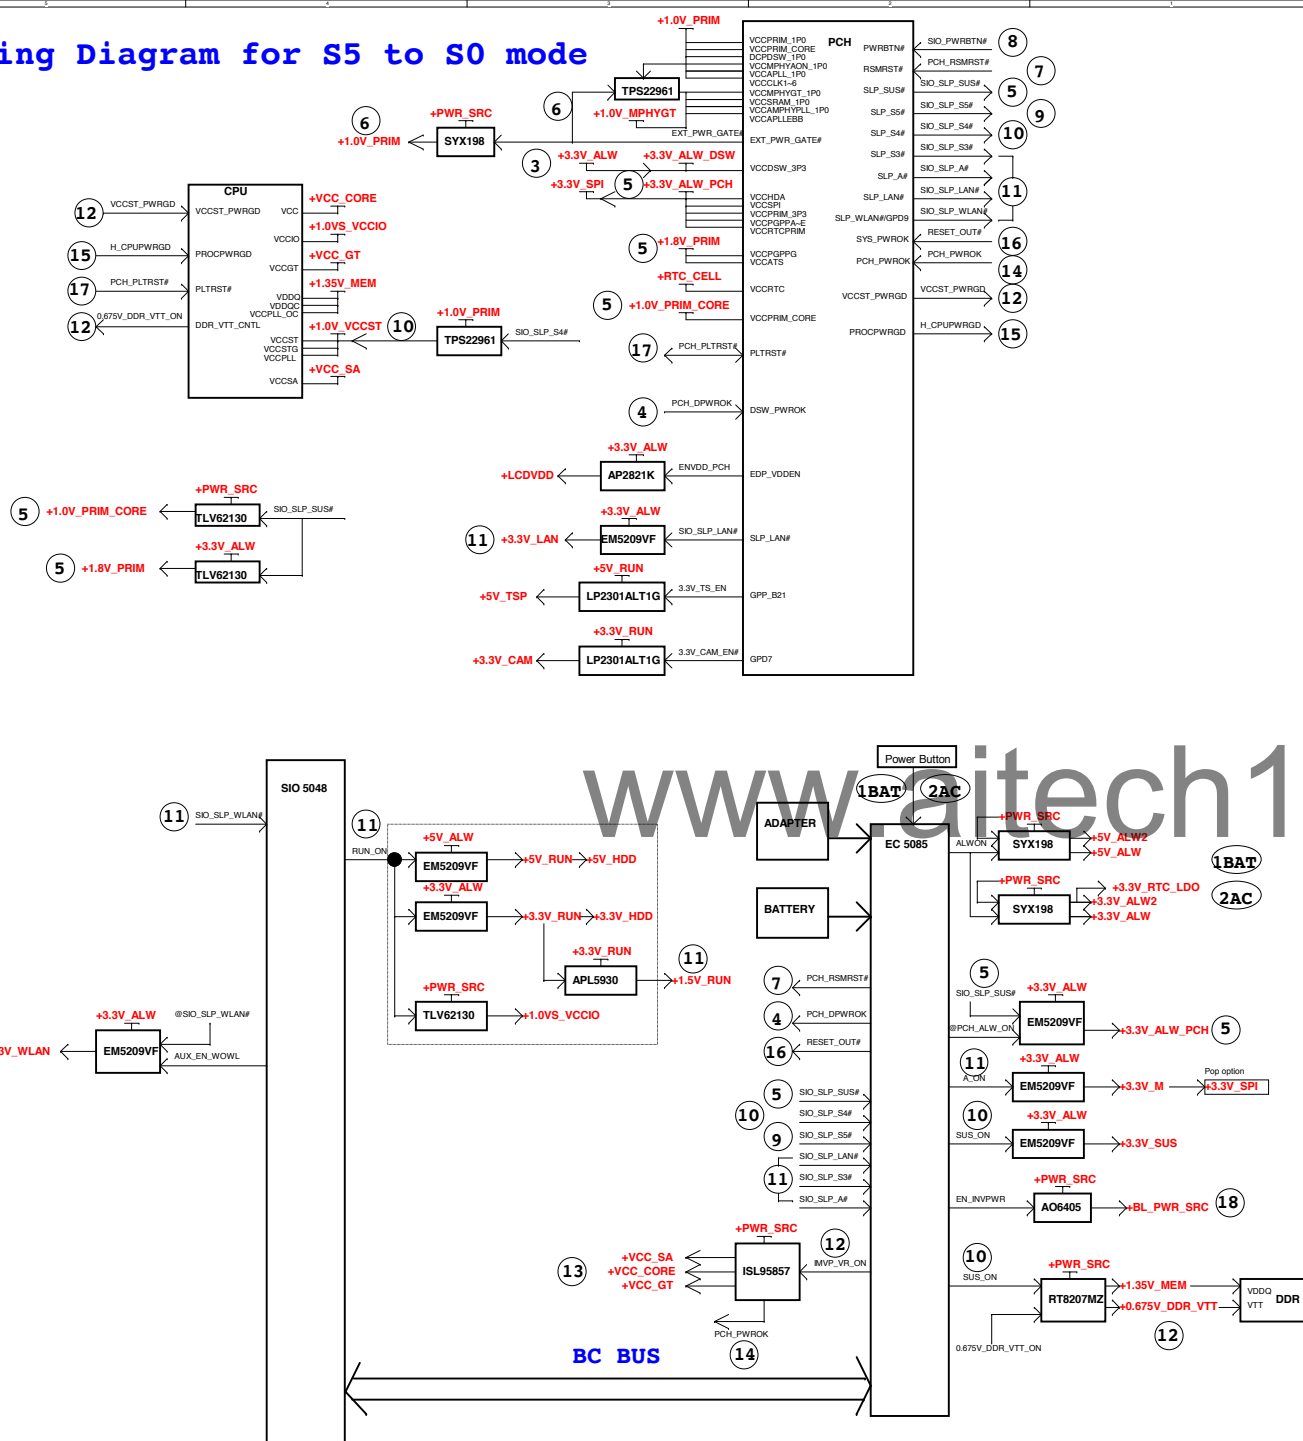 5
4
3
2
1
ing Diagram for S5 to S0 mode
+1.0V_PRIM
PCH
VCCPRIM_1P0
VCCPRIM_CORE
DCPDSW_1P0
VCCMPHYAON_1P0
VCCAPLL_1P0
VCCCLK1~6
VCCMPHYGT_1P0
VCCSRAM_1P0
VCCAMPHYPLL_1P0
VCCAPLLEBB
TPS22961
+1.0V_MPHYGT
6
EXT_PWR_GATE#
EXT_PWR_GATE#
+PWR_SRC
SYX198
6
+1.0V_PRIM
3
+3.3V_ALW
+3.3V_ALW_DSW
VCCDSW_3P3
+3.3V_SPI
5
+3.3V_ALW_PCH
VCCHDA
VCCSPI
VCCPRIM_3P3
VCCPGPPA~E
VCCRTCPRIM
5
+1.8V_PRIM
VCCPGPPG
VCCATS
+RTC_CELL
VCCRTC
5
+1.0V_PRIM_CORE
VCCPRIM_CORE
17
PCH_PLTRST#
PLTRST#
4
PCH_DPWROK
DSW_PWROK
PWRBTN#
SIO_PWRBTN#
8
RSMRST#
PCH_RSMRST#
7
SLP_SUS#
SIO_SLP_SUS#
5
SLP_S5#
SIO_SLP_S5#
9
SLP_S4#
SIO_SLP_S4#
10
SLP_S3#
SIO_SLP_S3#
SLP_A#
SIO_SLP_A#
11
SLP_LAN#
SIO_SLP_LAN#
SLP_WLAN#/GPD9
SIO_SLP_WLAN#
SYS_PWROK
RESET_OUT#
16
PCH_PWROK
PCH_PWROK
14
VCCST_PWRGD
VCCST_PWRGD
12
PROCPWRGD
H_CPUPWRGD
15
CPU
12
VCCST_PWRGD
VCCST_PWRGD
15
H_CPUPWRGD
PROCPWRGD
17
PCH_PLTRST#
PLTRST#
12
0.675V_DDR_VTT_ON
DDR_VTT_CNTL
VCC
+VCC_CORE
VCCIO
+1.0VS_VCCIO
VCCGT
+VCC_GT
VDDQ
VDDQC
VCCPLL_OC
+1.35V_MEM
VCCST
VCCSTG
VCCPLL
+1.0V_VCCST
10
VCCSA
+VCC_SA
+1.0V_PRIM
TPS22961
SIO_SLP_S4#
+3.3V_ALW
+LCDVDD
AP2821K
ENVDD_PCH
EDP_VDDEN
+3.3V_ALW
11
+3.3V_LAN
EM5209VF
SIO_SLP_LAN#
SLP_LAN#
+5V_RUN
+5V_TSP
LP2301ALT1G
3.3V_TS_EN
GPP_B21
+3.3V_RUN
+3.3V_CAM
LP2301ALT1G
3.3V_CAM_EN#
GPD7
+PWR_SRC
5
+1.0V_PRIM_CORE
TLV62130
SIO_SLP_SUS#
+3.3V_ALW
5
+1.8V_PRIM
TLV62130
www.aitech1
SIO 5048
11
SIO_SLP_WLAN#
11
RUN_ON
+5V_ALW
EM5209VF
+5V_RUN
+5V_HDD
+3.3V_ALW
EM5209VF
+3.3V_RUN
+3.3V_HDD
+3.3V_RUN
APL5930
11
+1.5V_RUN
+PWR_SRC
TLV62130
+1.0VS_VCCIO
+3.3V_ALW
@SIO_SLP_WLAN#
3V_WLAN
EM5209VF
AUX_EN_WOWL
Power Button
1BAT
2AC
ADAPTER
BATTERY
EC 5085
ALWON
+PWR_SRC
SYX198
+5V_ALW2
+5V_ALW
1BAT
+PWR_SRC
SYX198
+3.3V_RTC_LDO
+3.3V_ALW2
+3.3V_ALW
2AC
7
PCH_RSMRST#
4
PCH_DPWROK
16
RESET_OUT#
5
SIO_SLP_SUS#
10
SIO_SLP_S4#
9
SIO_SLP_S5#
SIO_SLP_LAN#
11
SIO_SLP_S3#
SIO_SLP_A#
5
SIO_SLP_SUS#
@PCH_ALW_ON
+3.3V_ALW
EM5209VF
+3.3V_ALW_PCH
5
11
A_ON
+3.3V_ALW
EM5209VF
+3.3V_M
Pop option
+3.3V_SPI
10
SUS_ON
+3.3V_ALW
EM5209VF
+3.3V_SUS
EN_INVPWR
+PWR_SRC
AO6405
+BL_PWR_SRC
18
+PWR_SRC
13
+VCC_SA
+VCC_CORE
+VCC_GT
ISL95857
12
IMVP_VR_ON
PCH_PWROK
14
10
SUS_ON
+PWR_SRC
RT8207MZ
+1.35V_MEM
+0.675V_DDR_VTT
12
0.675V_DDR_VTT_ON
VDDQ
VTT
DDR
BC BUS